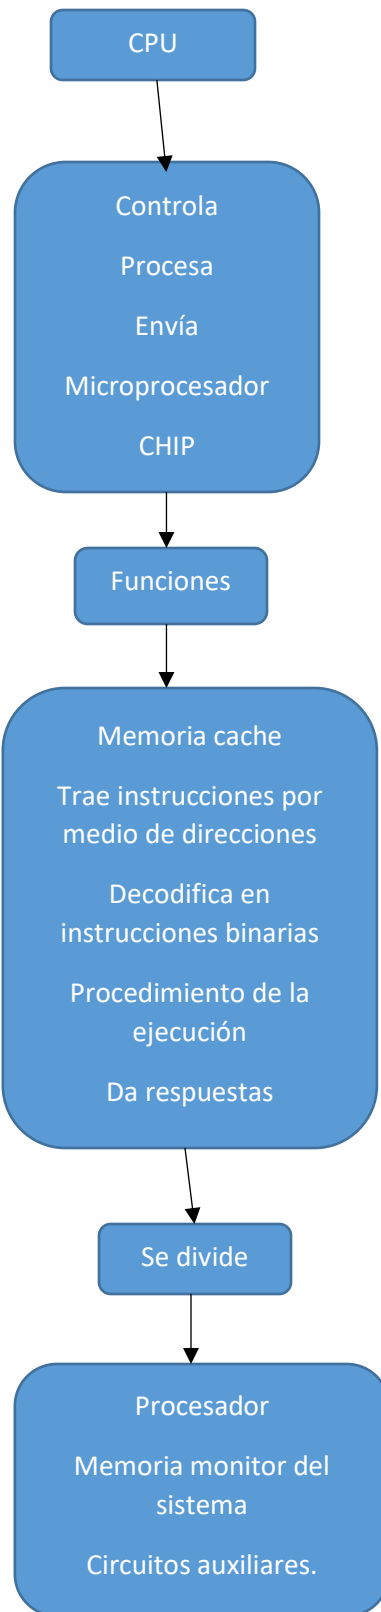 CPU
Controla
Procesa
Envía
Microprocesador
CHIP
Funciones
Memoria cache
Trae instrucciones por
medio de direcciones
Decodifica en
instrucciones binarias
Procedimiento de la
ejecución
Da respuestas
Se divide
Procesador
Memoria monitor del
sistema
Circuitos auxiliares.